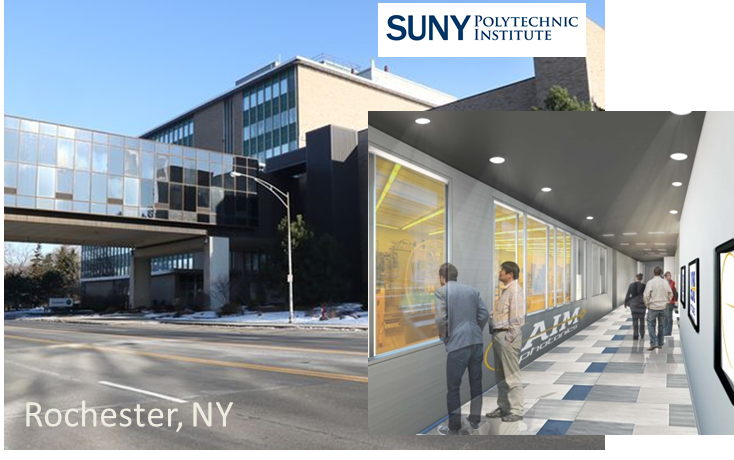 SUNY POLYTECHNIC
INSTITUTE
AIM
photonics
Rochester, NY